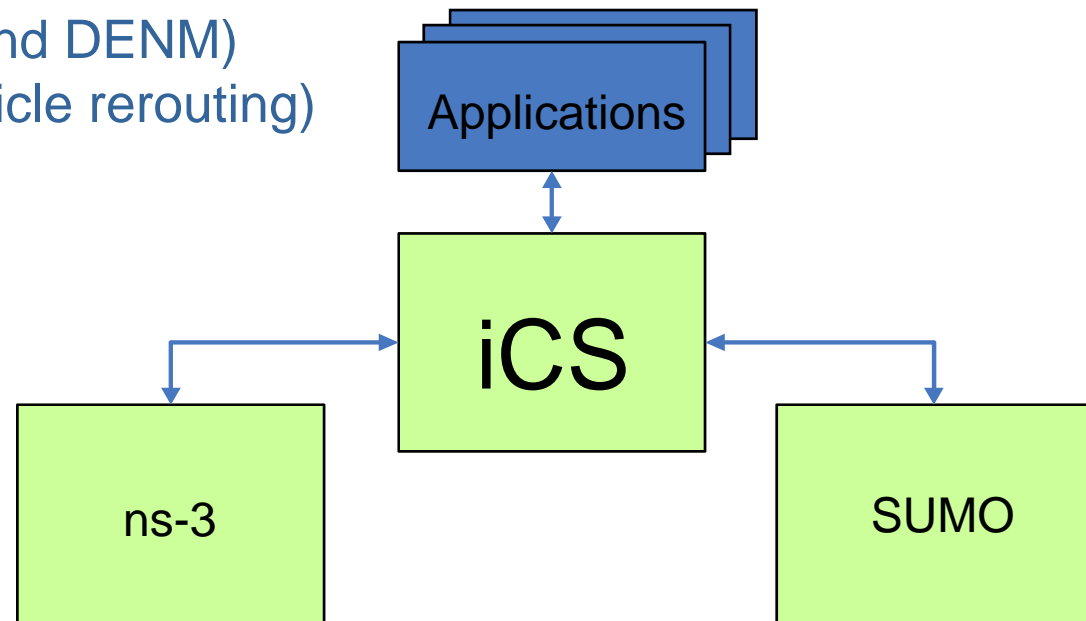 nd DENM)
icle rerouting)
Applications
iCS
ns-3
SUMO